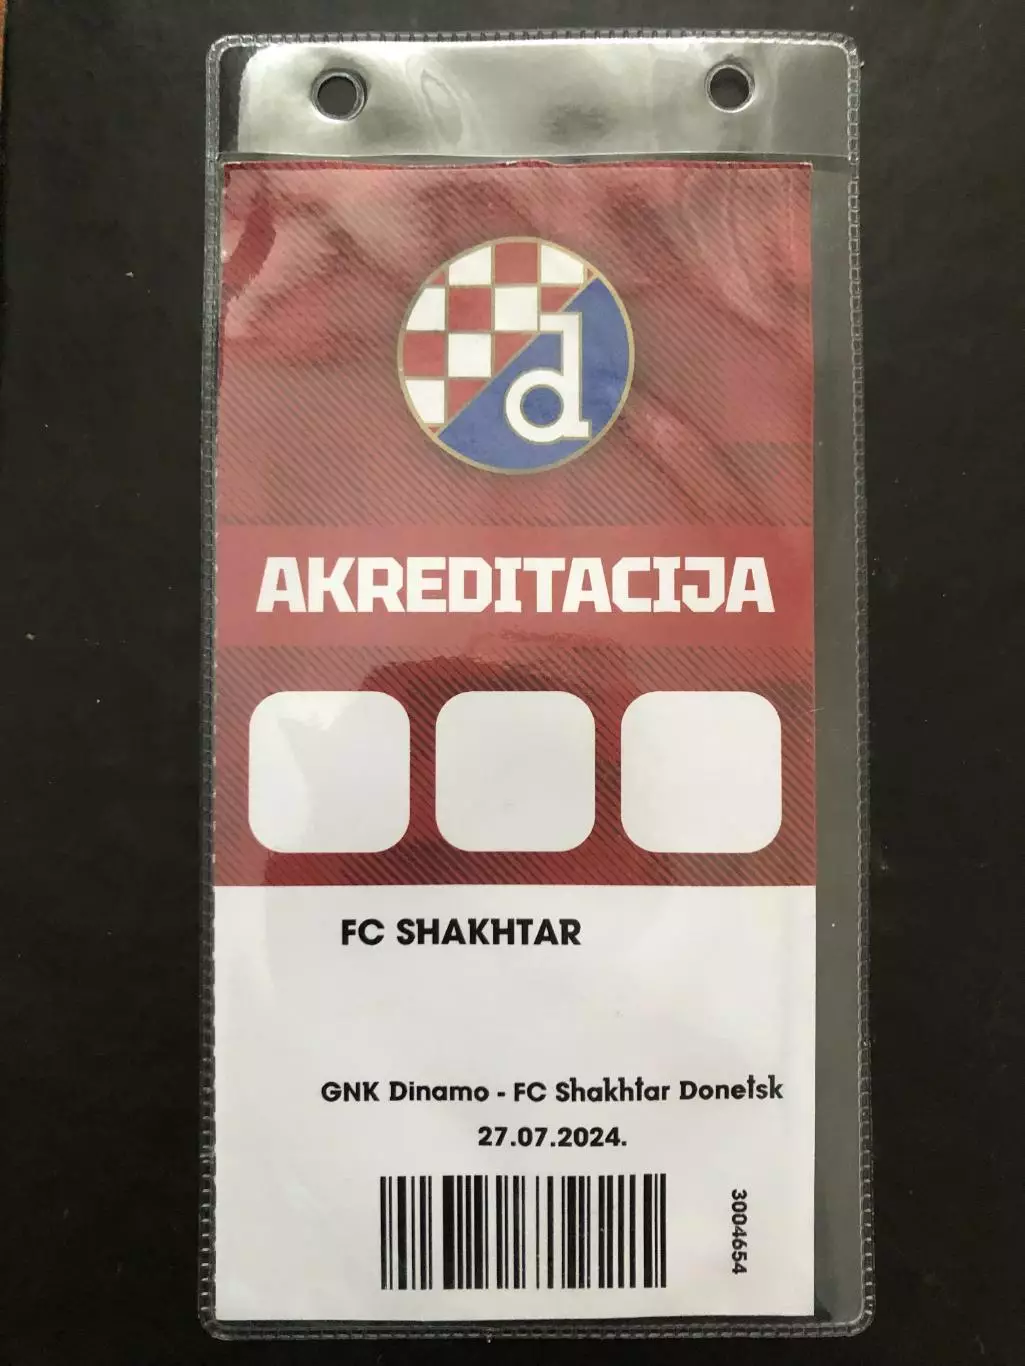 d
AKREDITACIJA
FC SHAKHTAR
GNK Dinamo - FC Shakhtar Donetsk
27.07.2024.
3004654